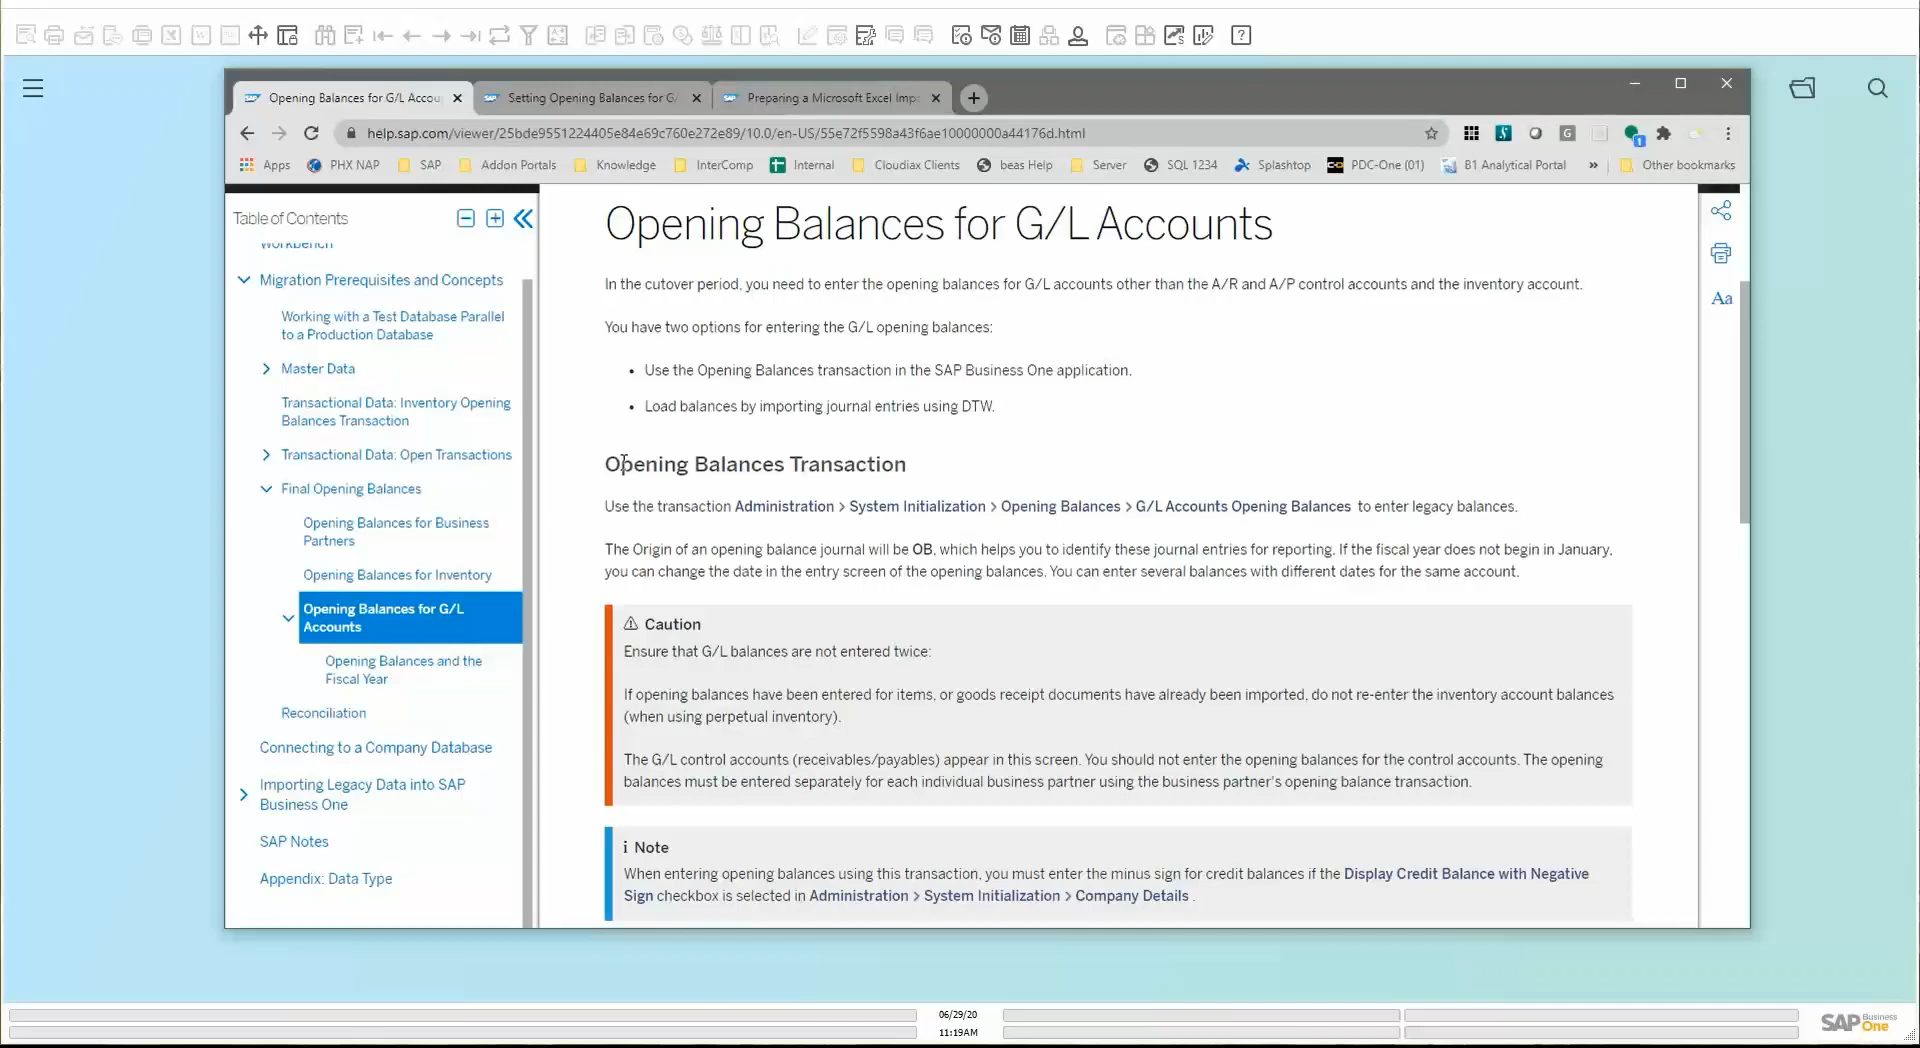 Opening Balances for G/L Accou
Setting Opening Balances for G/
Preparing a Microsoft Excel Imp
help.sap.com/viewer/25bde9551224405e84e69c760e272e89/10.0/en-US/55e72f5598a43f6ae10000000a44176d.html
Apps PHX NAP SAP Addon Portals Knowledge InterComp Internal Cloudiax Clients beas Help Server SQL 1234 Splashtop PDC-One (01) B1 Analytical Portal » Other bookmarks
Table of Contents
Workbench
Migration Prerequisites and Concepts
Working with a Test Database Parallel
to a Production Database
Master Data
Transactional Data: Inventory Opening
Balances Transaction
Transactional Data: Open Transactions
Final Opening Balances
Opening Balances for Business
Partners
Opening Balances for Inventory
Opening Balances for G/L
Accounts
Opening Balances and the
Fiscal Year
Reconciliation
Connecting to a Company Database
Importing Legacy Data into SAP
Business One
SAP Notes
Appendix: Data Type
Opening Balances for G/L Accounts
In the cutover period, you need to enter the opening balances for G/L accounts other than the A/R and A/P control accounts and the inventory account.
You have two options for entering the G/L opening balances:
• Use the Opening Balances transaction in the SAP Business One application.
• Load balances by importing journal entries using DTW.
Opening Balances Transaction
Use the transaction Administration > System Initialization > Opening Balances > G/L Accounts Opening Balances to enter legacy balances.
The Origin of an opening balance journal will be OB, which helps you to identify these journal entries for reporting. If the fiscal year does not begin in January,
you can change the date in the entry screen of the opening balances. You can enter several balances with different dates for the same account.
Caution
Ensure that G/L balances are not entered twice:
If opening balances have been entered for items, or goods receipt documents have already been imported, do not re-enter the inventory account balances
(when using perpetual inventory).
The G/L control accounts (receivables/payables) appear in this screen. You should not enter the opening balances for the control accounts. The opening
balances must be entered separately for each individual business partner using the business partner's opening balance transaction.
i Note
When entering opening balances using this transaction, you must enter the minus sign for credit balances if the Display Credit Balance with Negative
Sign checkbox is selected in Administration > System Initialization > Company Details .
Aa
06/29/20
11:19AM
SAP Business
One